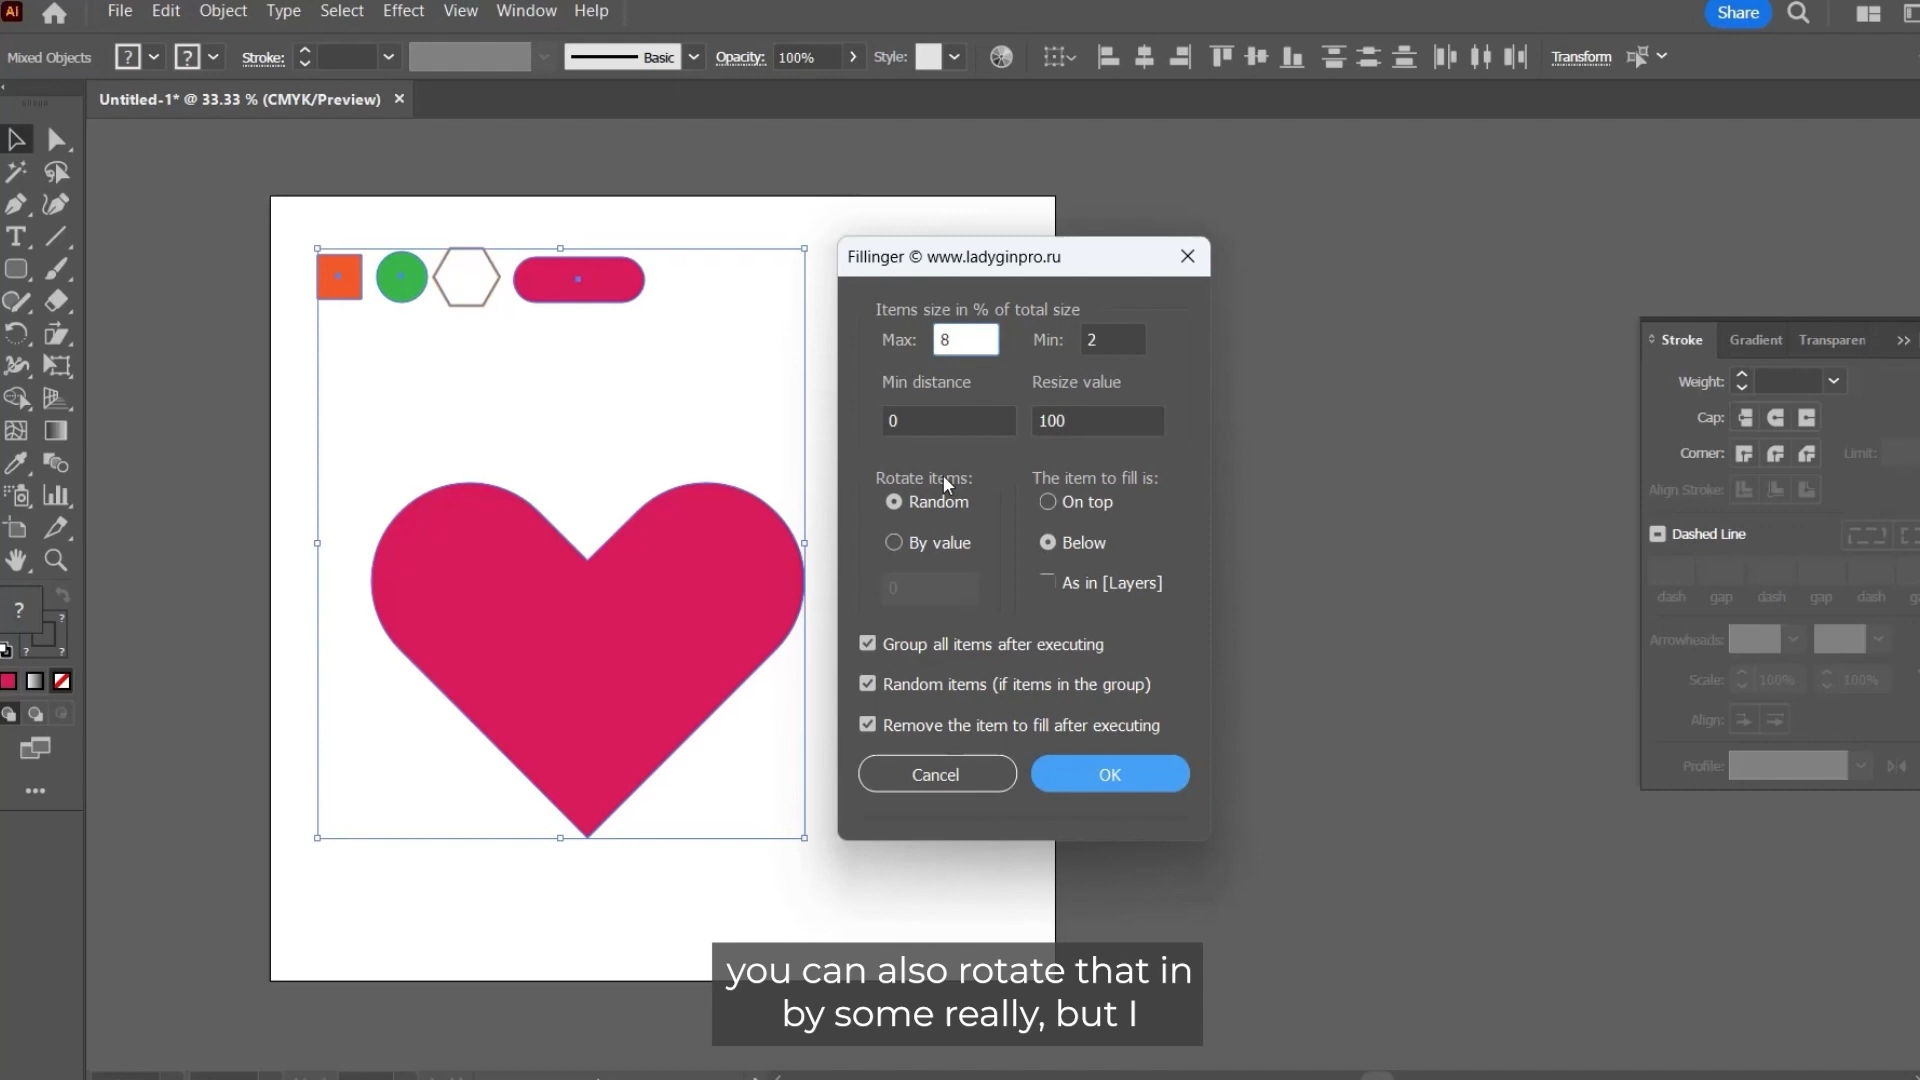 Ai File Edit Object Type Select Effect View Window Help Share
Mixed Objects ? ? Stroke: Basic Opacity: 100% Style: Transform
Untitled-1* @ 33.33 % (CMYK/Preview) ×
Fillinger © www.ladyginpro.ru
Items size in % of total size
Max: 8 Min: 2
Min distance Resize value
0 100
Rotate items: The item to fill is:
Random On top
By value Below
0 As in [Layers]
Group all items after executing
Random items (if items in the group)
Remove the item to fill after executing
Cancel OK
T
?
?
? ?
Stroke Gradient Transparen
Weight:
Cap:
Corner: Limit:
Align Stroke:
Dashed Line
dash gap dash gap dash
Arrowheads:
Scale: 100% 100%
Align:
Profile:
you can also rotate that in
by some really, but I